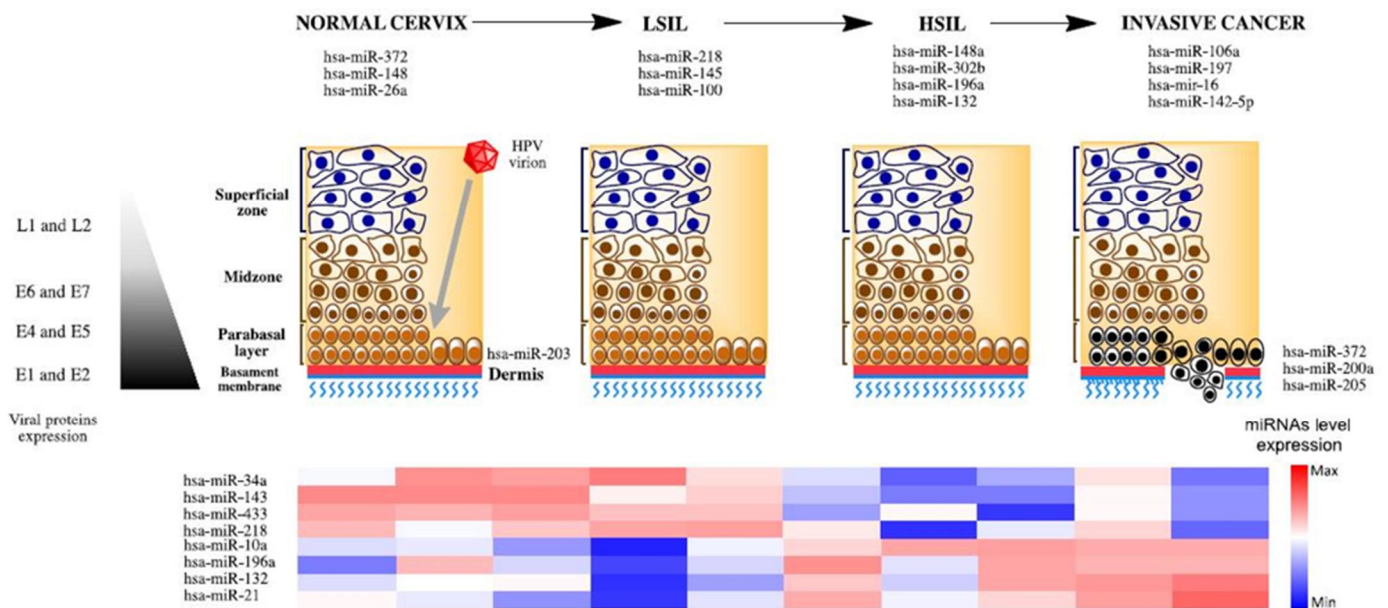 NORMAL CERVIX
LSIL
HSIL
INVASIVE CANCER
hsa-miR-372
hsa-miR-148
hsa-miR-26a
hsa-miR-218
hsa-miR-145
hsa-miR-100
hsa-miR-148a
hsa-miR-302b
hsa-miR-196a
hsa-miR-132
hsa-miR-106a
hsa-miR-197
hsa-mir-16
hsa-miR-142-5p
HPV
virion
L1 and L2
E6 and E7
E4 and E5
E1 and E2
Viral proteins
expression
Superficial
zone
Midzone
Parabasal
layer
Basament
membrane
hsa-miR-203
Dermis
hsa-miR-372
hsa-miR-200a
hsa-miR-205
miRNAs level
expression
Max
Min
hsa-miR-34a
hsa-miR-143
hsa-miR-433
hsa-miR-218
hsa-miR-10a
hsa-miR-196a
hsa-miR-132
hsa-miR-21